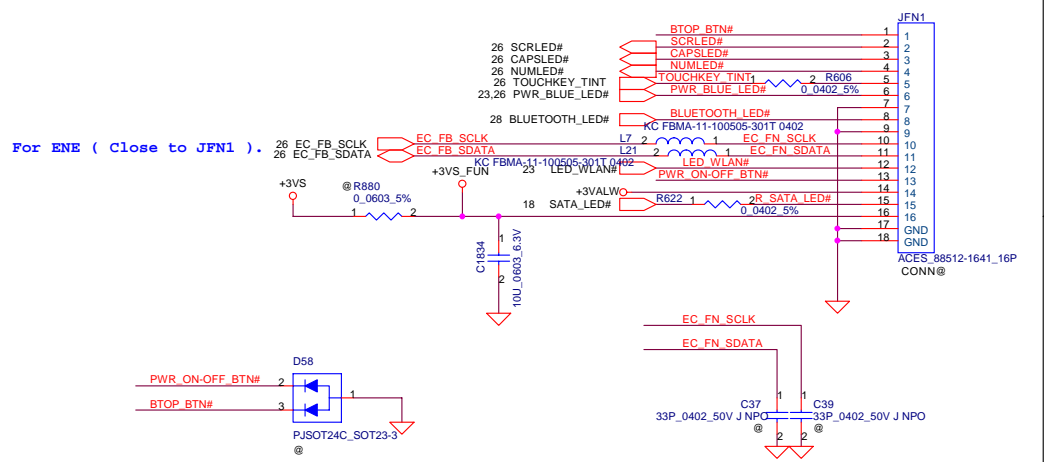 JFN1
BTOP_BTN# 1 1
26 SCRLED# SCRLED# 2 2
26 CAPSLED# CAPSLED# 3 3
26 NUMLED# NUMLED# 4 4
26 TOUCHKEY_TINT TOUCHKEY_TINT 1 2 R606 5 5
23,26 PWR_BLUE_LED# PWR_BLUE_LED# 0_0402_5% 6 6
7 7
28 BLUETOOTH_LED# BLUETOOTH_LED# 8 8
KC FBMA-11-100505-301T 0402 9 9
For ENE ( Close to JFN1 ). 26 EC_FB_SCLK EC_FB_SCLK L7 2 1 EC_FN_SCLK 10 10
26 EC_FB_SDATA EC_FB_SDATA L21 2 1 EC_FN_SDATA 11 11
KC FBMA-11-100505-301T 0402
23 LED_WLAN# LED_WLAN# 12 12
+3VS @ R880 +3VS_FUN PWR_ON-OFF_BTN# 13 13
0_0603_5% +3VALW 14 14
1 2 18 SATA_LED# R622 1 2 R_SATA_LED# 15 15
0_0402_5% 16 16
17 GND
18 GND
C1834 1 2 10U_0603_6.3V
ACES_88512-1641_16P
CONN@
EC_FN_SCLK
EC_FN_SDATA
D58
PWR_ON-OFF_BTN# 2 1
BTOP_BTN# 3
PJSOT24C_SOT23-3
@
C37 1 1 C39
33P_0402_50V J NPO 33P_0402_50V J NPO
@ 2 2 @